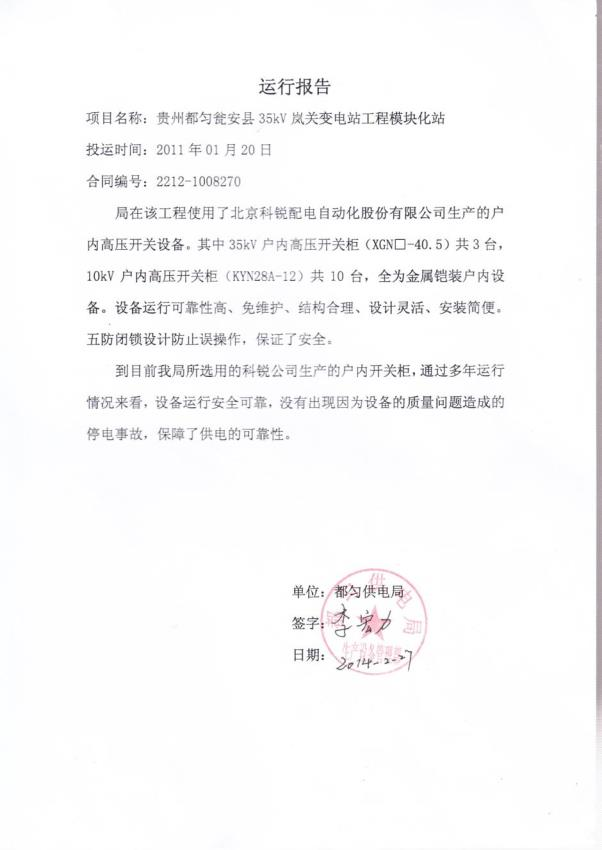 运行报告
项目名称：贵州都匀瓮安县 35kV 岚关变电站工程模块化站
投运时间：2011 年 01 月 20 日
合同编号：2212-1008270
局在该工程使用了北京科锐配电自动化股份有限公司生产的户
内高压开关设备。其中 35kV 户内高压开关柜（XGN□-40.5）共 3 台，
10kV 户内高压开关柜（KYN28A-12）共 10 台，全为金属铠装户内设
备。设备运行可靠性高、免维护、结构合理、设计灵活、安装简便。
五防闭锁设计防止误操作，保证了安全。
到目前我局所选用的科锐公司生产的户内开关柜，通过多年运行
情况来看，设备运行安全可靠，没有出现因为设备的质量问题造成的
停电事故，保障了供电的可靠性。
单位：都匀供电局
签字：李宏力
日期：2014-2-27
供电局
生产设备管理部